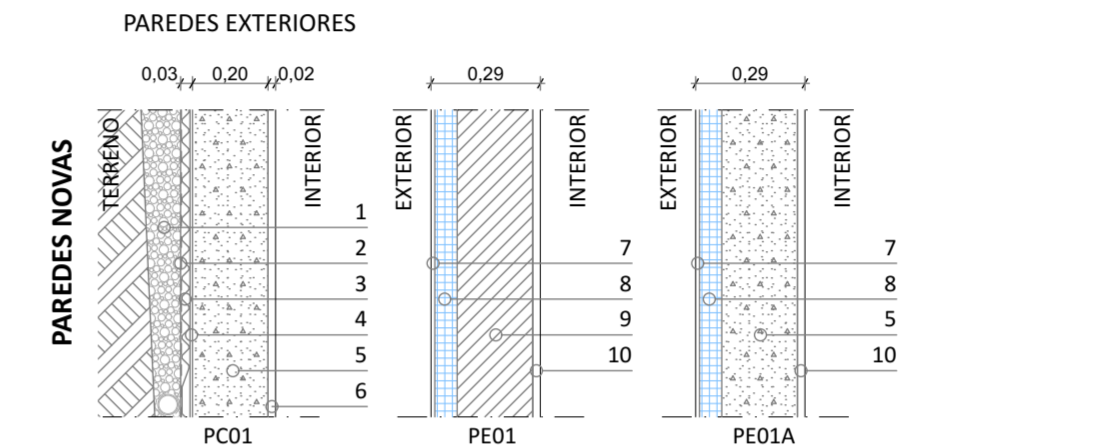 PAREDES EXTERIORES
0,03 0,20 0,02
0,29
0,29
PAREDES NOVAS
TERRENO
INTERIOR
EXTERIOR
INTERIOR
EXTERIOR
INTERIOR
1
2
3
4
5
6
7
8
9
10
7
8
5
10
PC01
PE01
PE01A